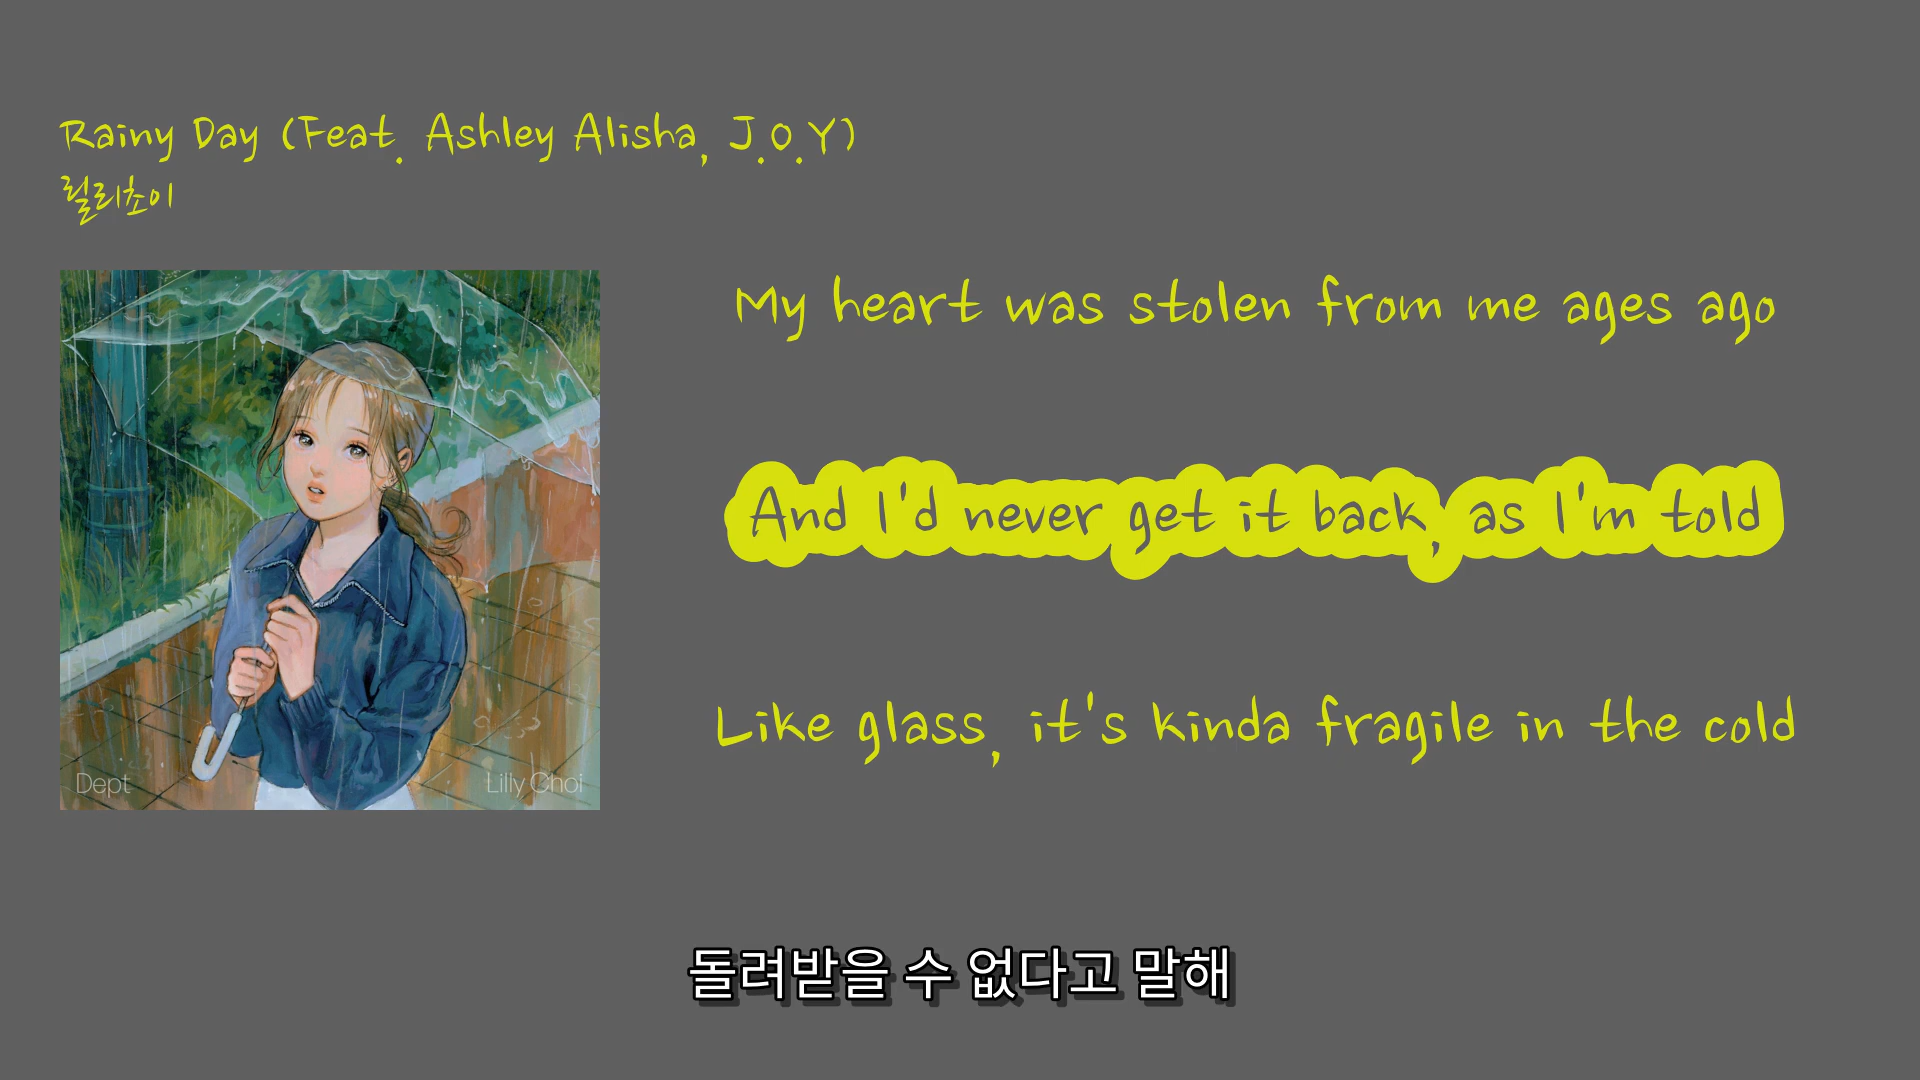 Rainy Day (Feat. Ashley Alisha, J.O.Y)
릴리초이
Dept
Lilly Choi
My heart was stolen from me ages ago
And I'd never get it back, as I'm told
Like glass, it's kinda fragile in the cold
돌려받을 수 없다고 말해